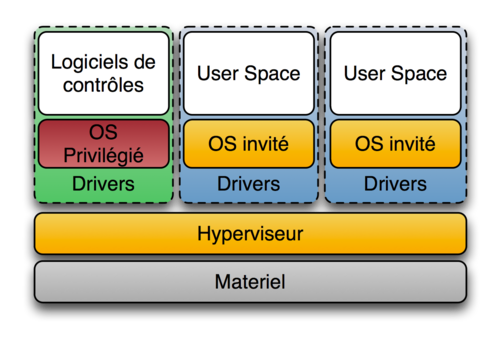 Logiciels de
contrôles
User Space
User Space
OS
Privilégié
OS invité
OS invité
Drivers
Drivers
Drivers
Hyperviseur
Materiel